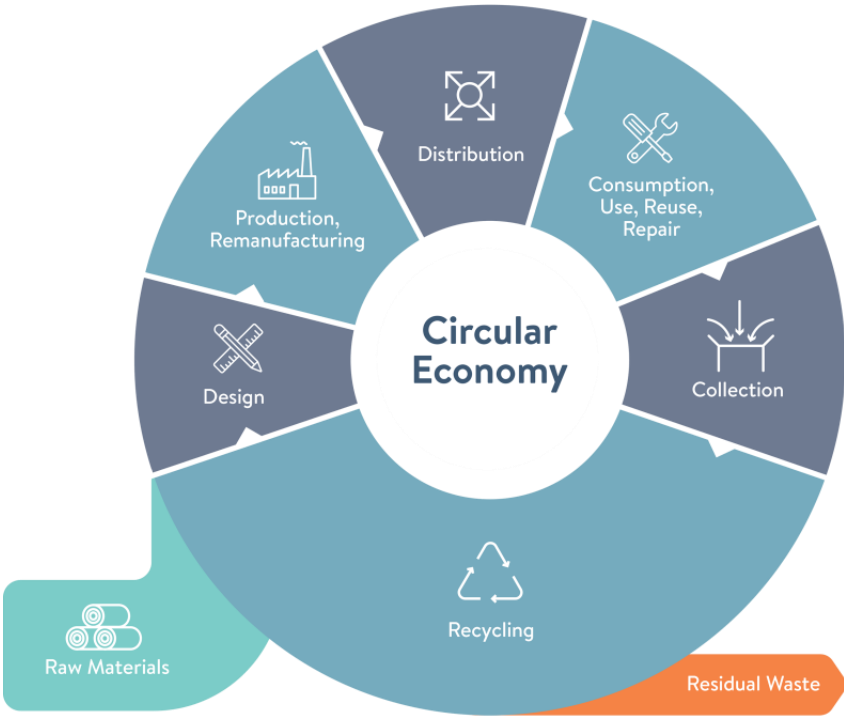 Distribution
Consumption,
Use, Reuse,
Repair
Production,
Remanufacturing
Circular
Economy
Design
Collection
Recycling
Raw Materials
Residual Waste